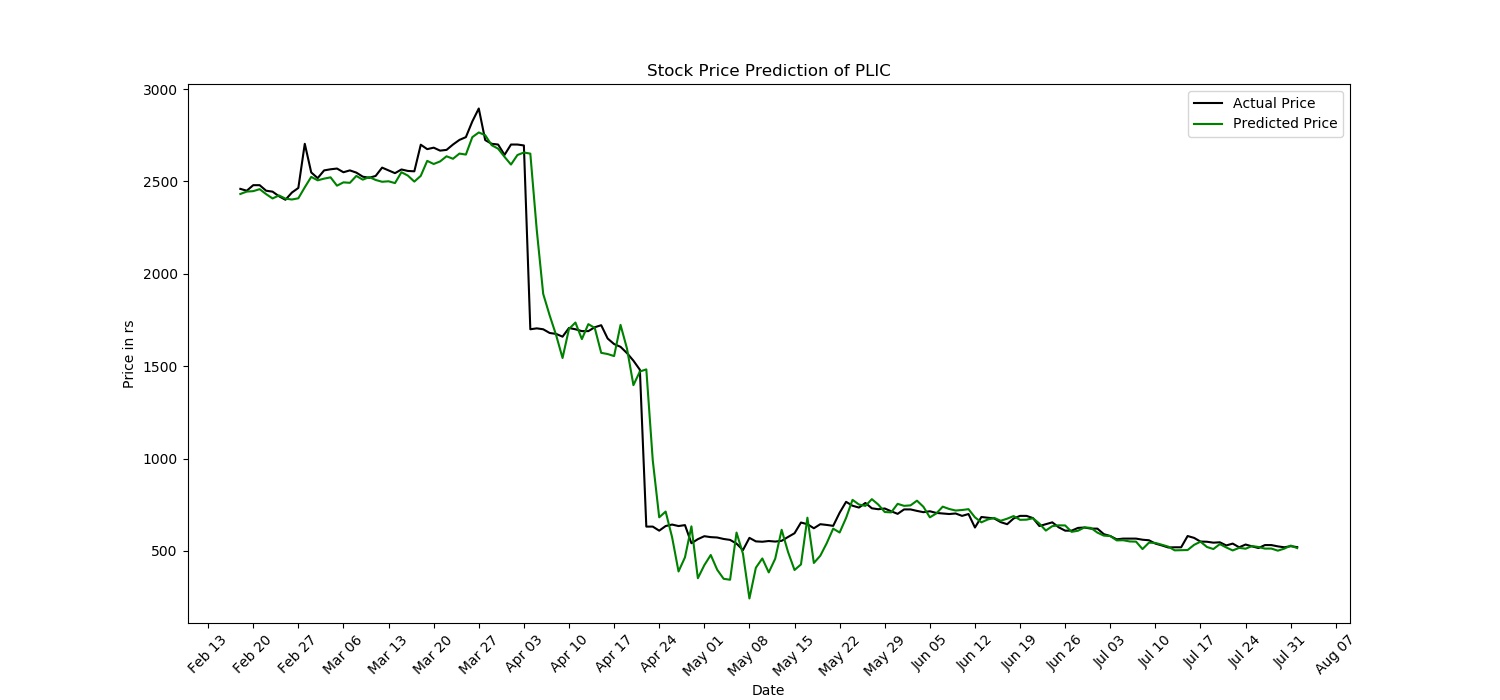 Stock Price Prediction of PLIC
Actual Price
Predicted Price
3000
2500
2000
1500
1000
500
Price in rs
Feb 13
Feb 20
Feb 27
Mar 06
Mar 13
Mar 20
Mar 27
Apr 03
Apr 10
Apr 17
Apr 24
May 01
May 08
May 15
May 22
May 29
Jun 05
Jun 12
Jun 19
Jun 26
Jul 03
Jul 10
Jul 17
Jul 24
Jul 31
Aug 07
Date